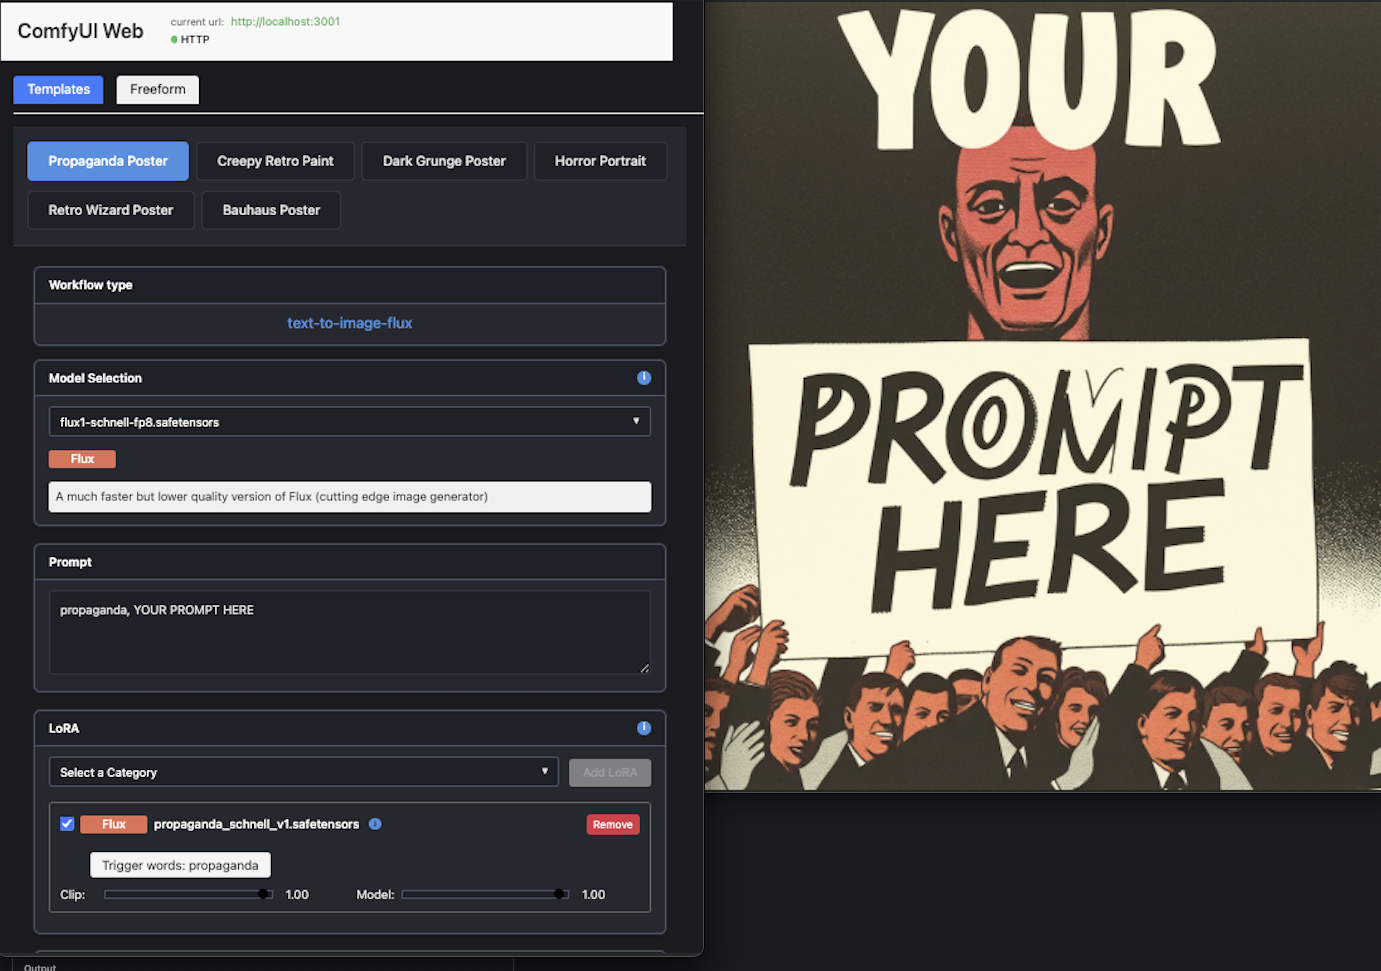 ComfyUI Web
current url: http://localhost:3001
HTTP
Templates
Freeform
Propaganda Poster
Creepy Retro Paint
Dark Grunge Poster
Horror Portrait
Retro Wizard Poster
Bauhaus Poster
Workflow type
text-to-image-flux
Model Selection
flux1-schnell-fp8.safetensors
Flux
A much faster but lower quality version of Flux (cutting edge image generator)
Prompt
propaganda, YOUR PROMPT HERE
LoRA
Select a Category
Add LoRA
Flux
propaganda_schnell_v1.safetensors
Remove
Trigger words: propaganda
Clip:
1.00
Model:
1.00
Output
YOUR
PROMPT
HERE